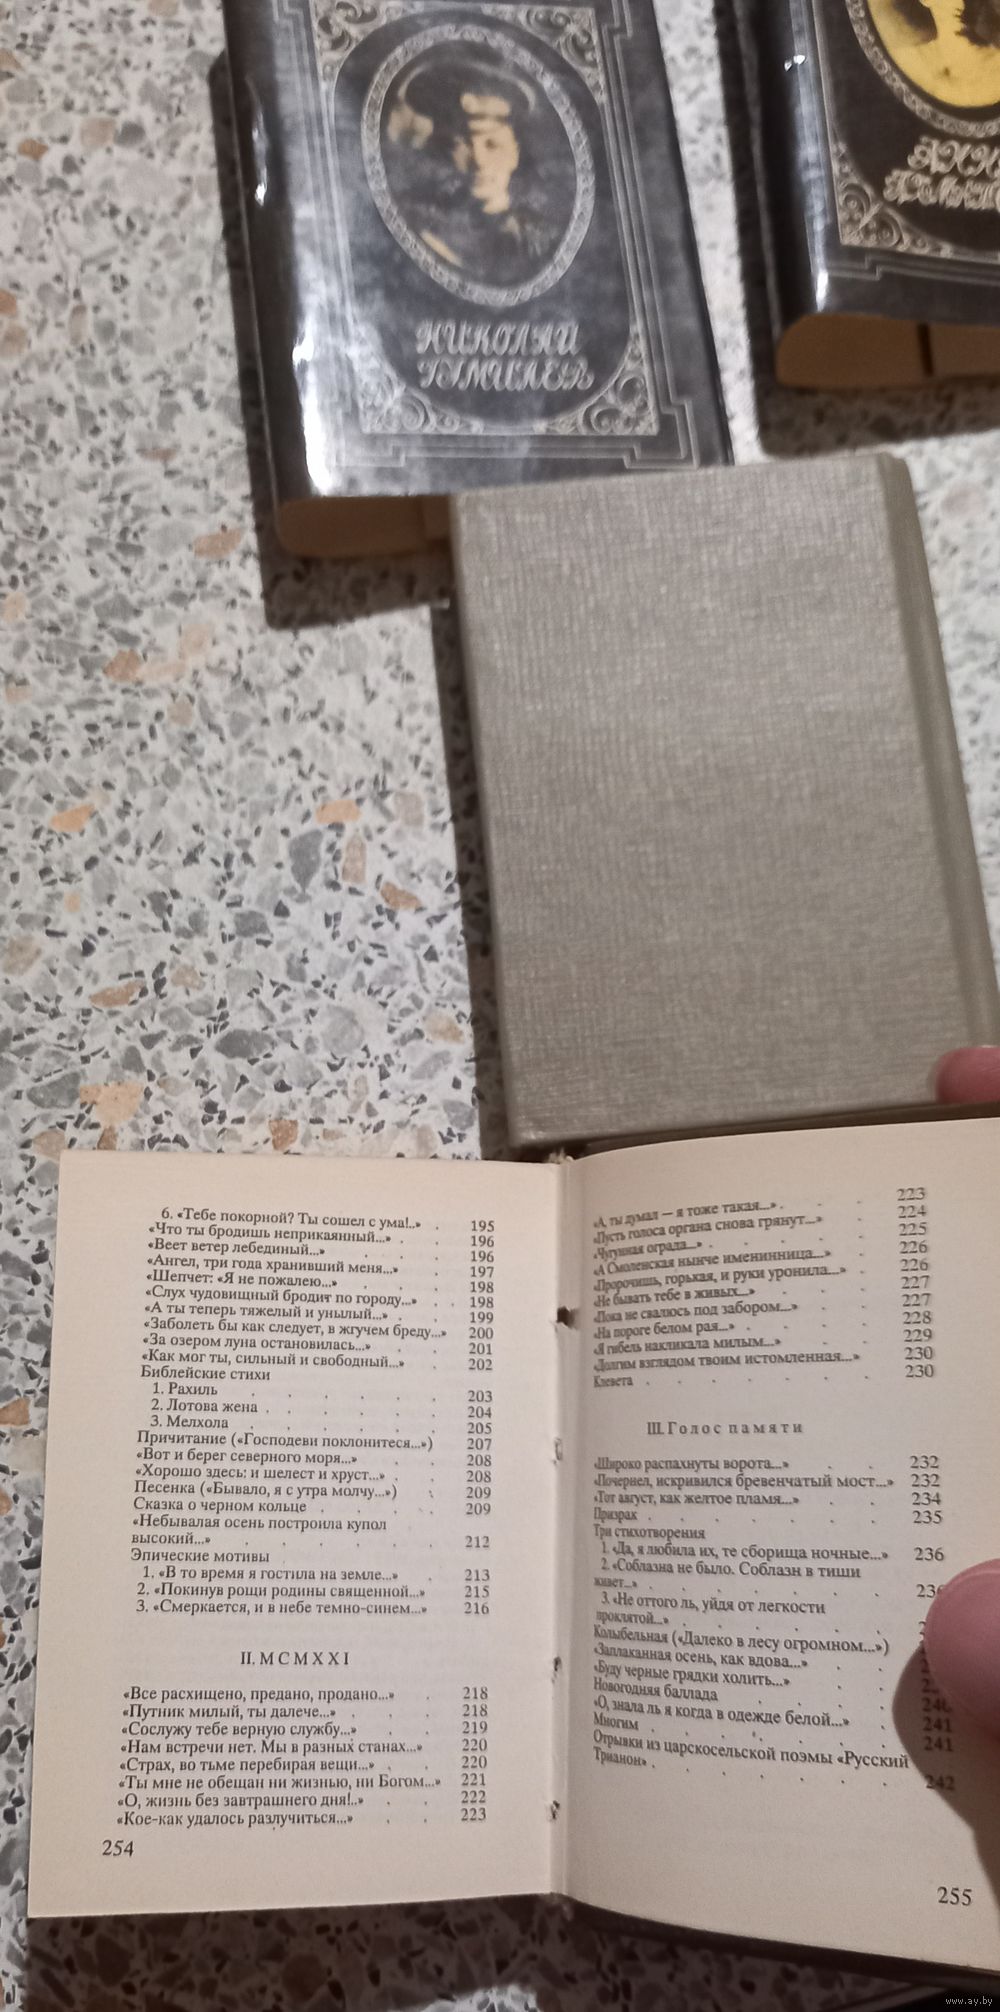 НИКОЛАЙ
ГУМИЛЕВ
АННА
6. «Тебе покорной? Ты сошел с ума!..» . 195
«Что ты бродишь неприкаянный...» . . 196
«Веет ветер лебединый...» . . . 196
«Ангел, три года хранивший меня...» . 197
«Шепчет: «Я не пожалею...» . . . 198
«Слух чудовищный бродит по городу...» . . 198
«А ты теперь тяжелый и унылый...» . . 199
«Заболеть бы как следует, в жгучем бреду...» 200
«За озером луна остановилась...» . . 201
«Как мог ты, сильный и свободный...» . 202
Библейские стихи
1. Рахиль . . . . . . 203
2. Лотова жена . . . . . . 204
3. Мелхола . . . . . . 205
Причитание («Господеви поклонитеся...») 207
«Вот и берег северного моря...» . . 208
«Хорошо здесь: и шелест и хруст...» . . 208
Песенка («Бывало, я с утра молчу...») . 209
Сказка о черном кольце . . . . 209
«Небывалая осень построила купол
высокий...» . . . . . . 212
Эпические мотивы
1. «В то время я гостила на земле...» . 213
2. «Покинув рощи родины священной...» 215
3. «Смеркается, и в небе темно-синем...» 216
II. MCMXXI
«Все расхищено, предано, продано...» . 218
«Путник милый, ты далече...» . . . 218
«Сослужу тебе верную службу...» . . 219
«Нам встречи нет. Мы в разных станах...» 220
«Страх, во тьме перебирая вещи...» . . 220
«Ты мне не обещан ни жизнью, ни Богом...» 221
«О, жизнь без завтрашнего дня!..» . . 222
«Кое-как удалось разлучиться...» . . 223
254
«А, ты думал — я тоже такая...» . . . 223
«Пусть голоса органа снова грянут...» . 224
«Чугунная ограда...» . . . . . 225
«А Смоленская нынче именинница...» . 226
«Пророчишь, горькая, и руки уронила...» . 226
«Не бывать тебе в живых...» . . . 227
«Пока не свалюсь под забором...» . . 227
«На пороге белом рая...» . . . . 228
«Я гибель накликала милым...» . . 229
«Долгим взглядом твоим истомленная...» 230
Клевета . . . . . . 230
III. Голос памяти
«Широко распахнуты ворота...» . . 232
«Почернел, искривился бревенчатый мост...» 232
«Тот август, как желтое пламя...» . . 234
Призрак . . . . . . 235
Три стихотворения
1. «Да, я любила их, те сборища ночные...» 236
2. «Соблазна не было. Соблазн в тиши
живет...» . . . . . . 236
3. «Не оттого ль, уйдя от легкости
проклятой...» . . . . . .
Колыбельная («Далеко в лесу огромном...»)
«Заплаканная осень, как вдова...» . .
«Буду черные грядки холить...» . .
Новогодняя баллада . . . . 240
«О, знала ль я когда в одежде белой...» . 241
Многим . . . . . . 241
Отрывки из царскосельской поэмы «Русский
Трианон» . . . . . . 242
255
www.ay.by